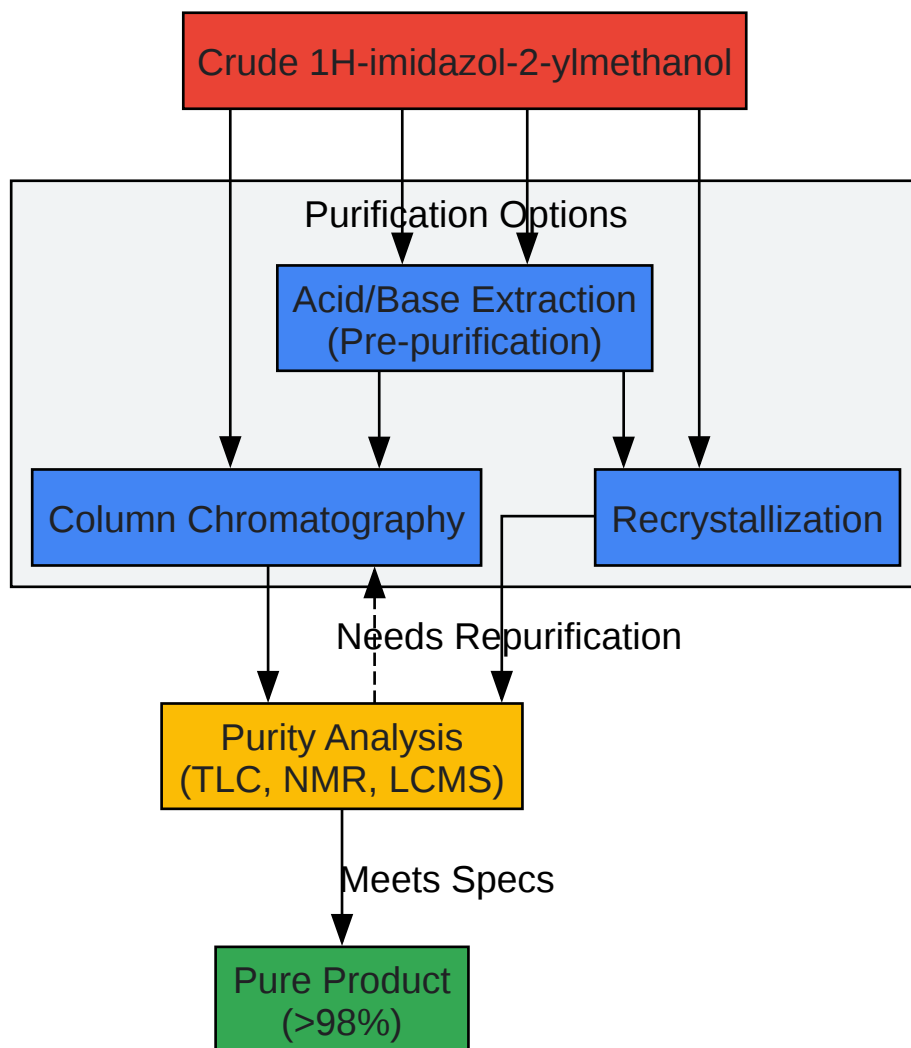 Crude 1H-imidazol-2-ylmethanol
Purification Options
Acid/Base Extraction
(Pre-purification)
Column Chromatography
Recrystallization
Needs Repurification
Purity Analysis
(TLC, NMR, LCMS)
Meets Specs
Pure Product
(>98%)